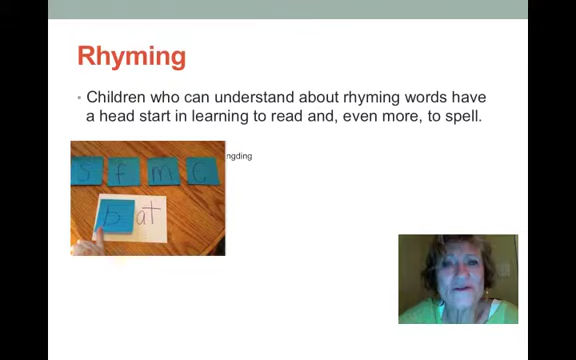 Rhyming
Children who can understand about rhyming words have
a head start in learning to read and, even more, to spell.
ngding
s f m c
b at